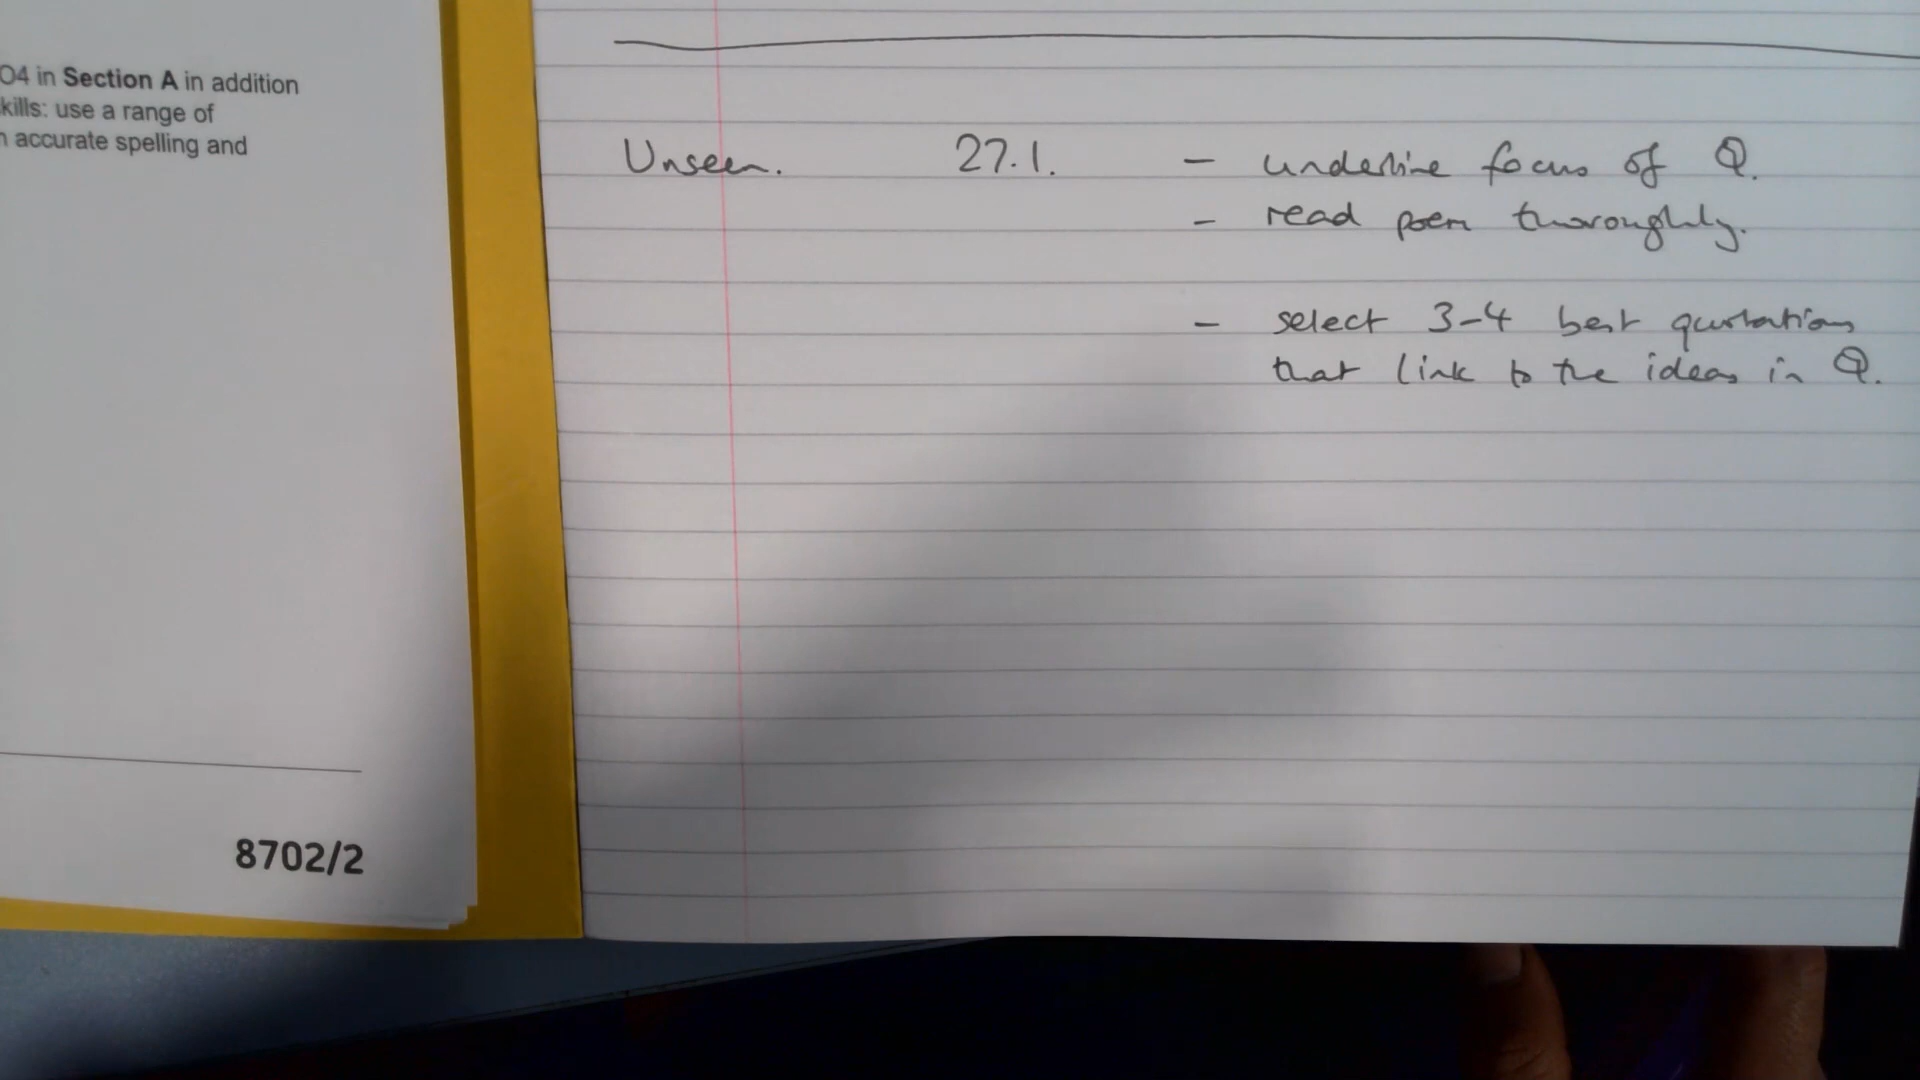 O4 in Section A in addition
kills: use a range of
n accurate spelling and
8702/2
Unseen. 27.1. - underline focus of Q.
- read poem thoroughly.
- select 3-4 best quotations
that link to the ideas in Q.